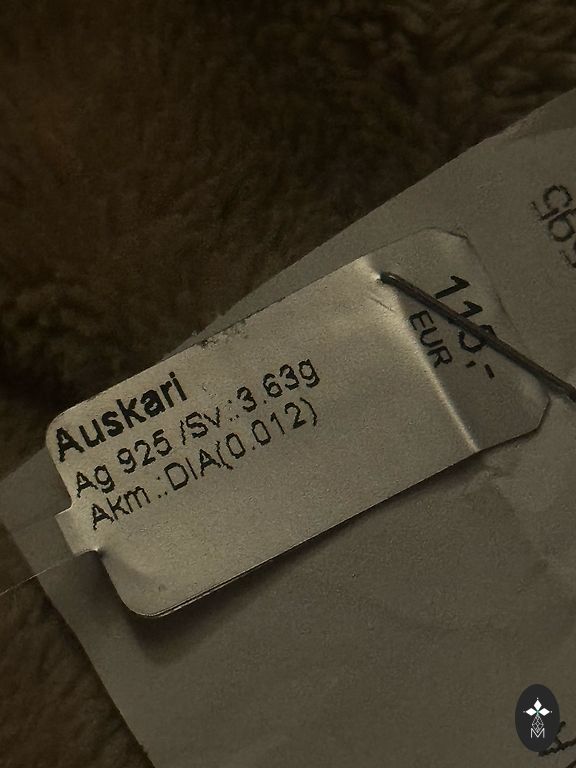 Auskari
Ag 925 /Sv.:3.63g
Akm.:DIA(0.012)
EUR
M